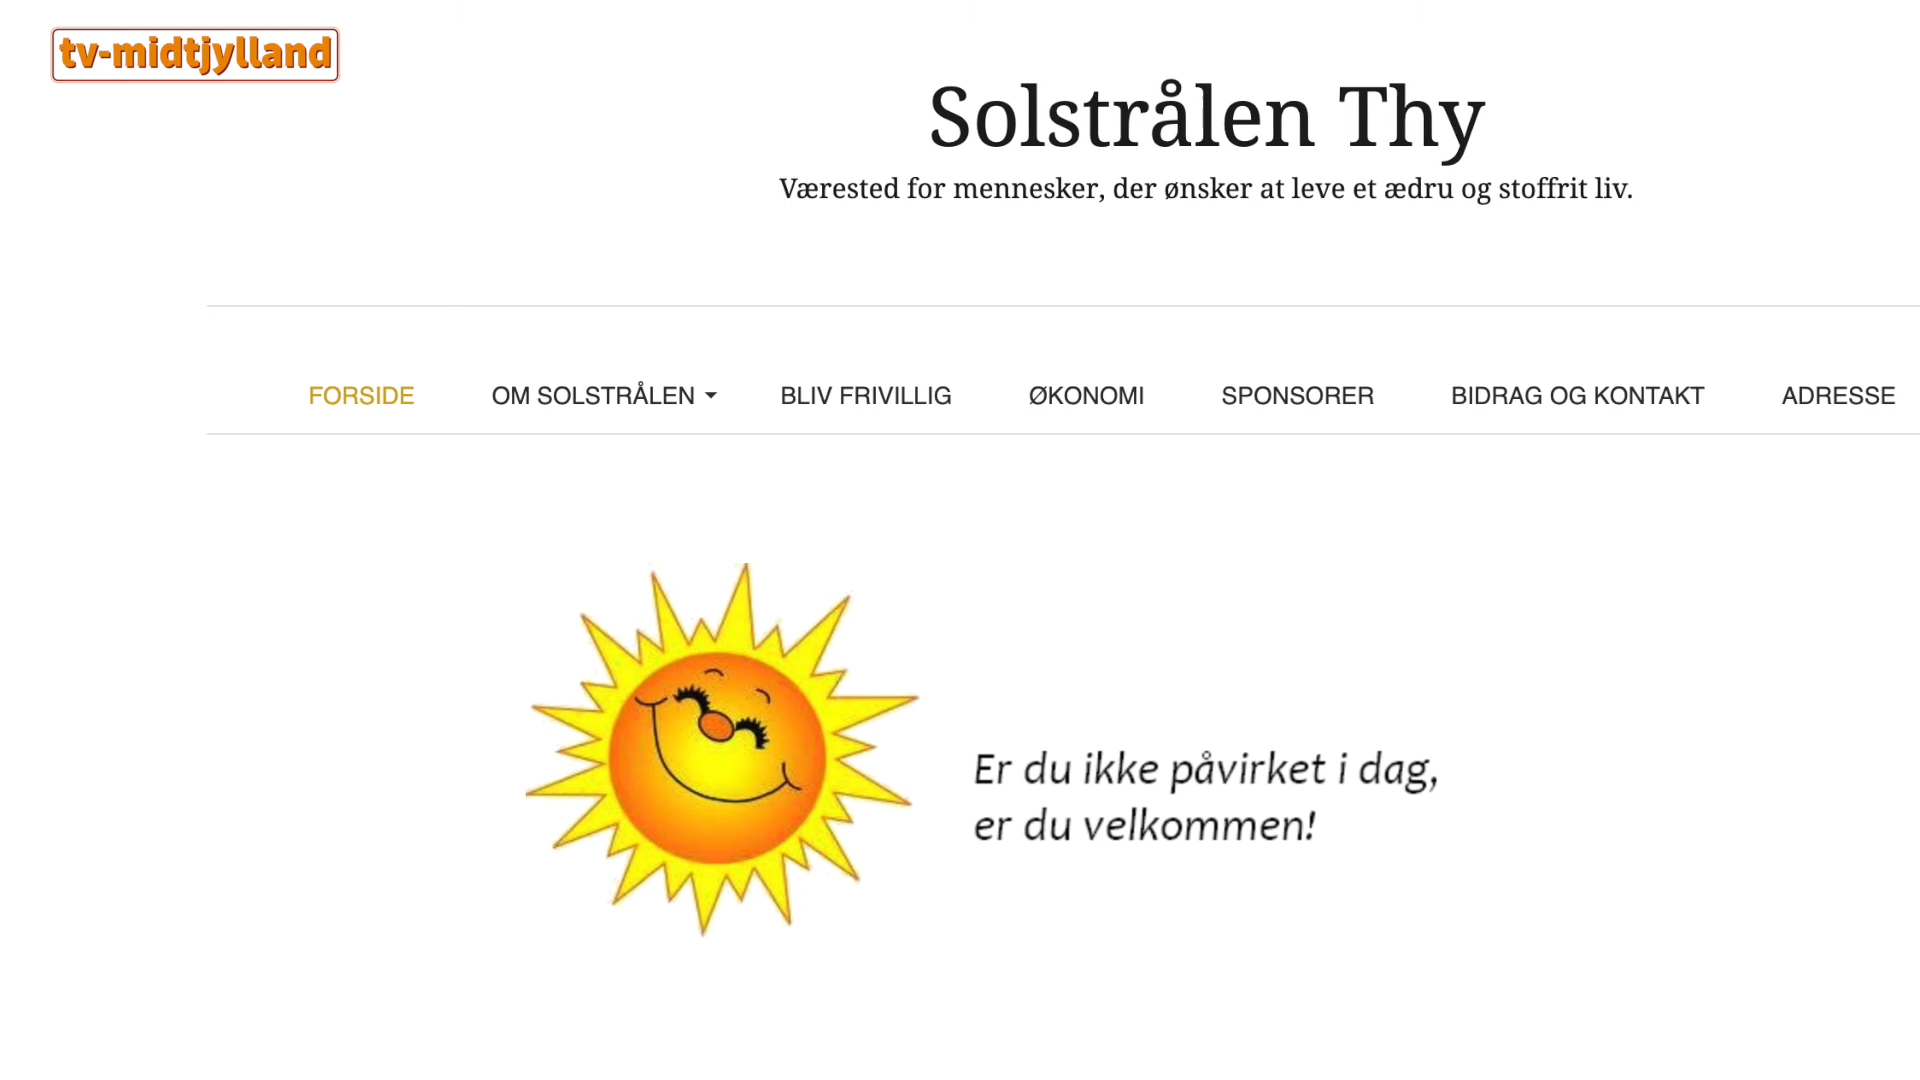 tv-midtjylland
Solstrålen Thy
Værested for mennesker, der ønsker at leve et ædru og stoffrit liv.
FORSIDE OM SOLSTRÅLEN BLIV FRIVILLIG ØKONOMI SPONSORER BIDRAG OG KONTAKT ADRESSE
Er du ikke påvirket i dag,
er du velkommen!